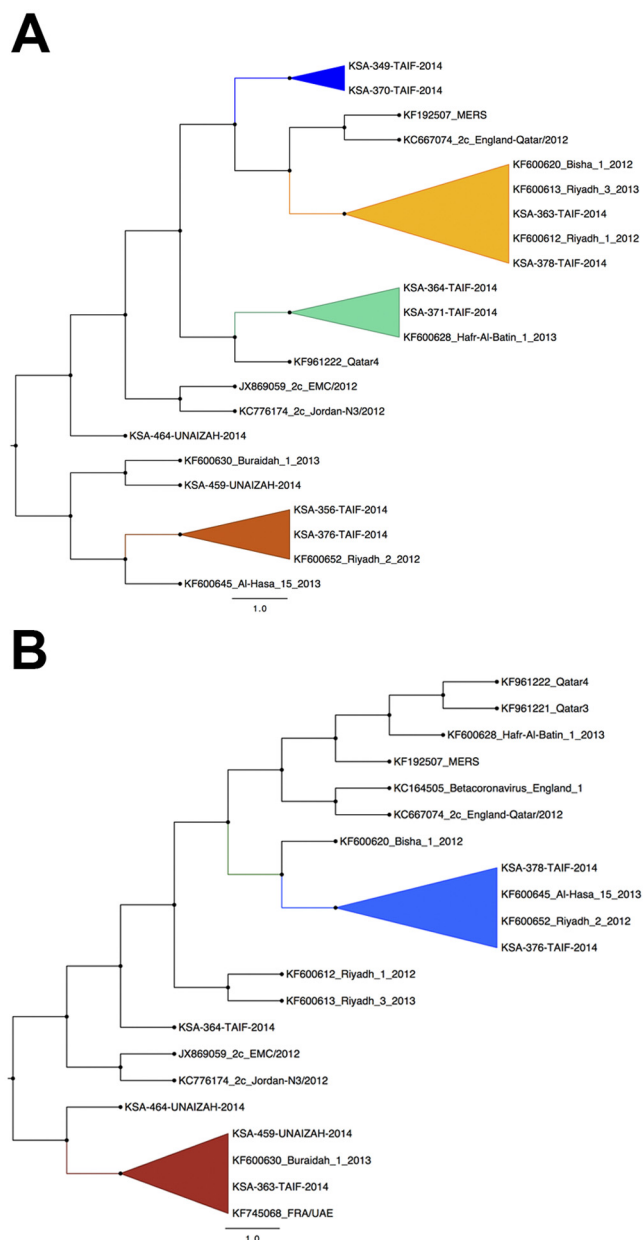 A
KSA-349-TAIF-2014
KSA-370-TAIF-2014
KF192507_MERS
KC667074_2c_England-Qatar/2012
KF600620_Bisha_1_2012
KF600613_Riyadh_3_2013
KSA-363-TAIF-2014
KF600612_Riyadh_1_2012
KSA-378-TAIF-2014
KSA-364-TAIF-2014
KSA-371-TAIF-2014
KF600628_Hafr-Al-Batin_1_2013
KF961222_Qatar4
JX869059_2c_EMC/2012
KC776174_2c_Jordan-N3/2012
KSA-464-UNAIZAH-2014
KF600630_Buraidah_1_2013
KSA-459-UNAIZAH-2014
KSA-356-TAIF-2014
KSA-376-TAIF-2014
KF600652_Riyadh_2_2012
KF600645_Al-Hasa_15_2013
1.0
B
KF961222_Qatar4
KF961221_Qatar3
KF600628_Hafr-Al-Batin_1_2013
KF192507_MERS
KC164505_Betacoronavirus_England_1
KC667074_2c_England-Qatar/2012
KF600620_Bisha_1_2012
KSA-378-TAIF-2014
KF600645_Al-Hasa_15_2013
KF600652_Riyadh_2_2012
KSA-376-TAIF-2014
KF600612_Riyadh_1_2012
KF600613_Riyadh_3_2013
KSA-364-TAIF-2014
JX869059_2c_EMC/2012
KC776174_2c_Jordan-N3/2012
KSA-464-UNAIZAH-2014
KSA-459-UNAIZAH-2014
KF600630_Buraidah_1_2013
KSA-363-TAIF-2014
KF745068_FRA/UAE
1.0